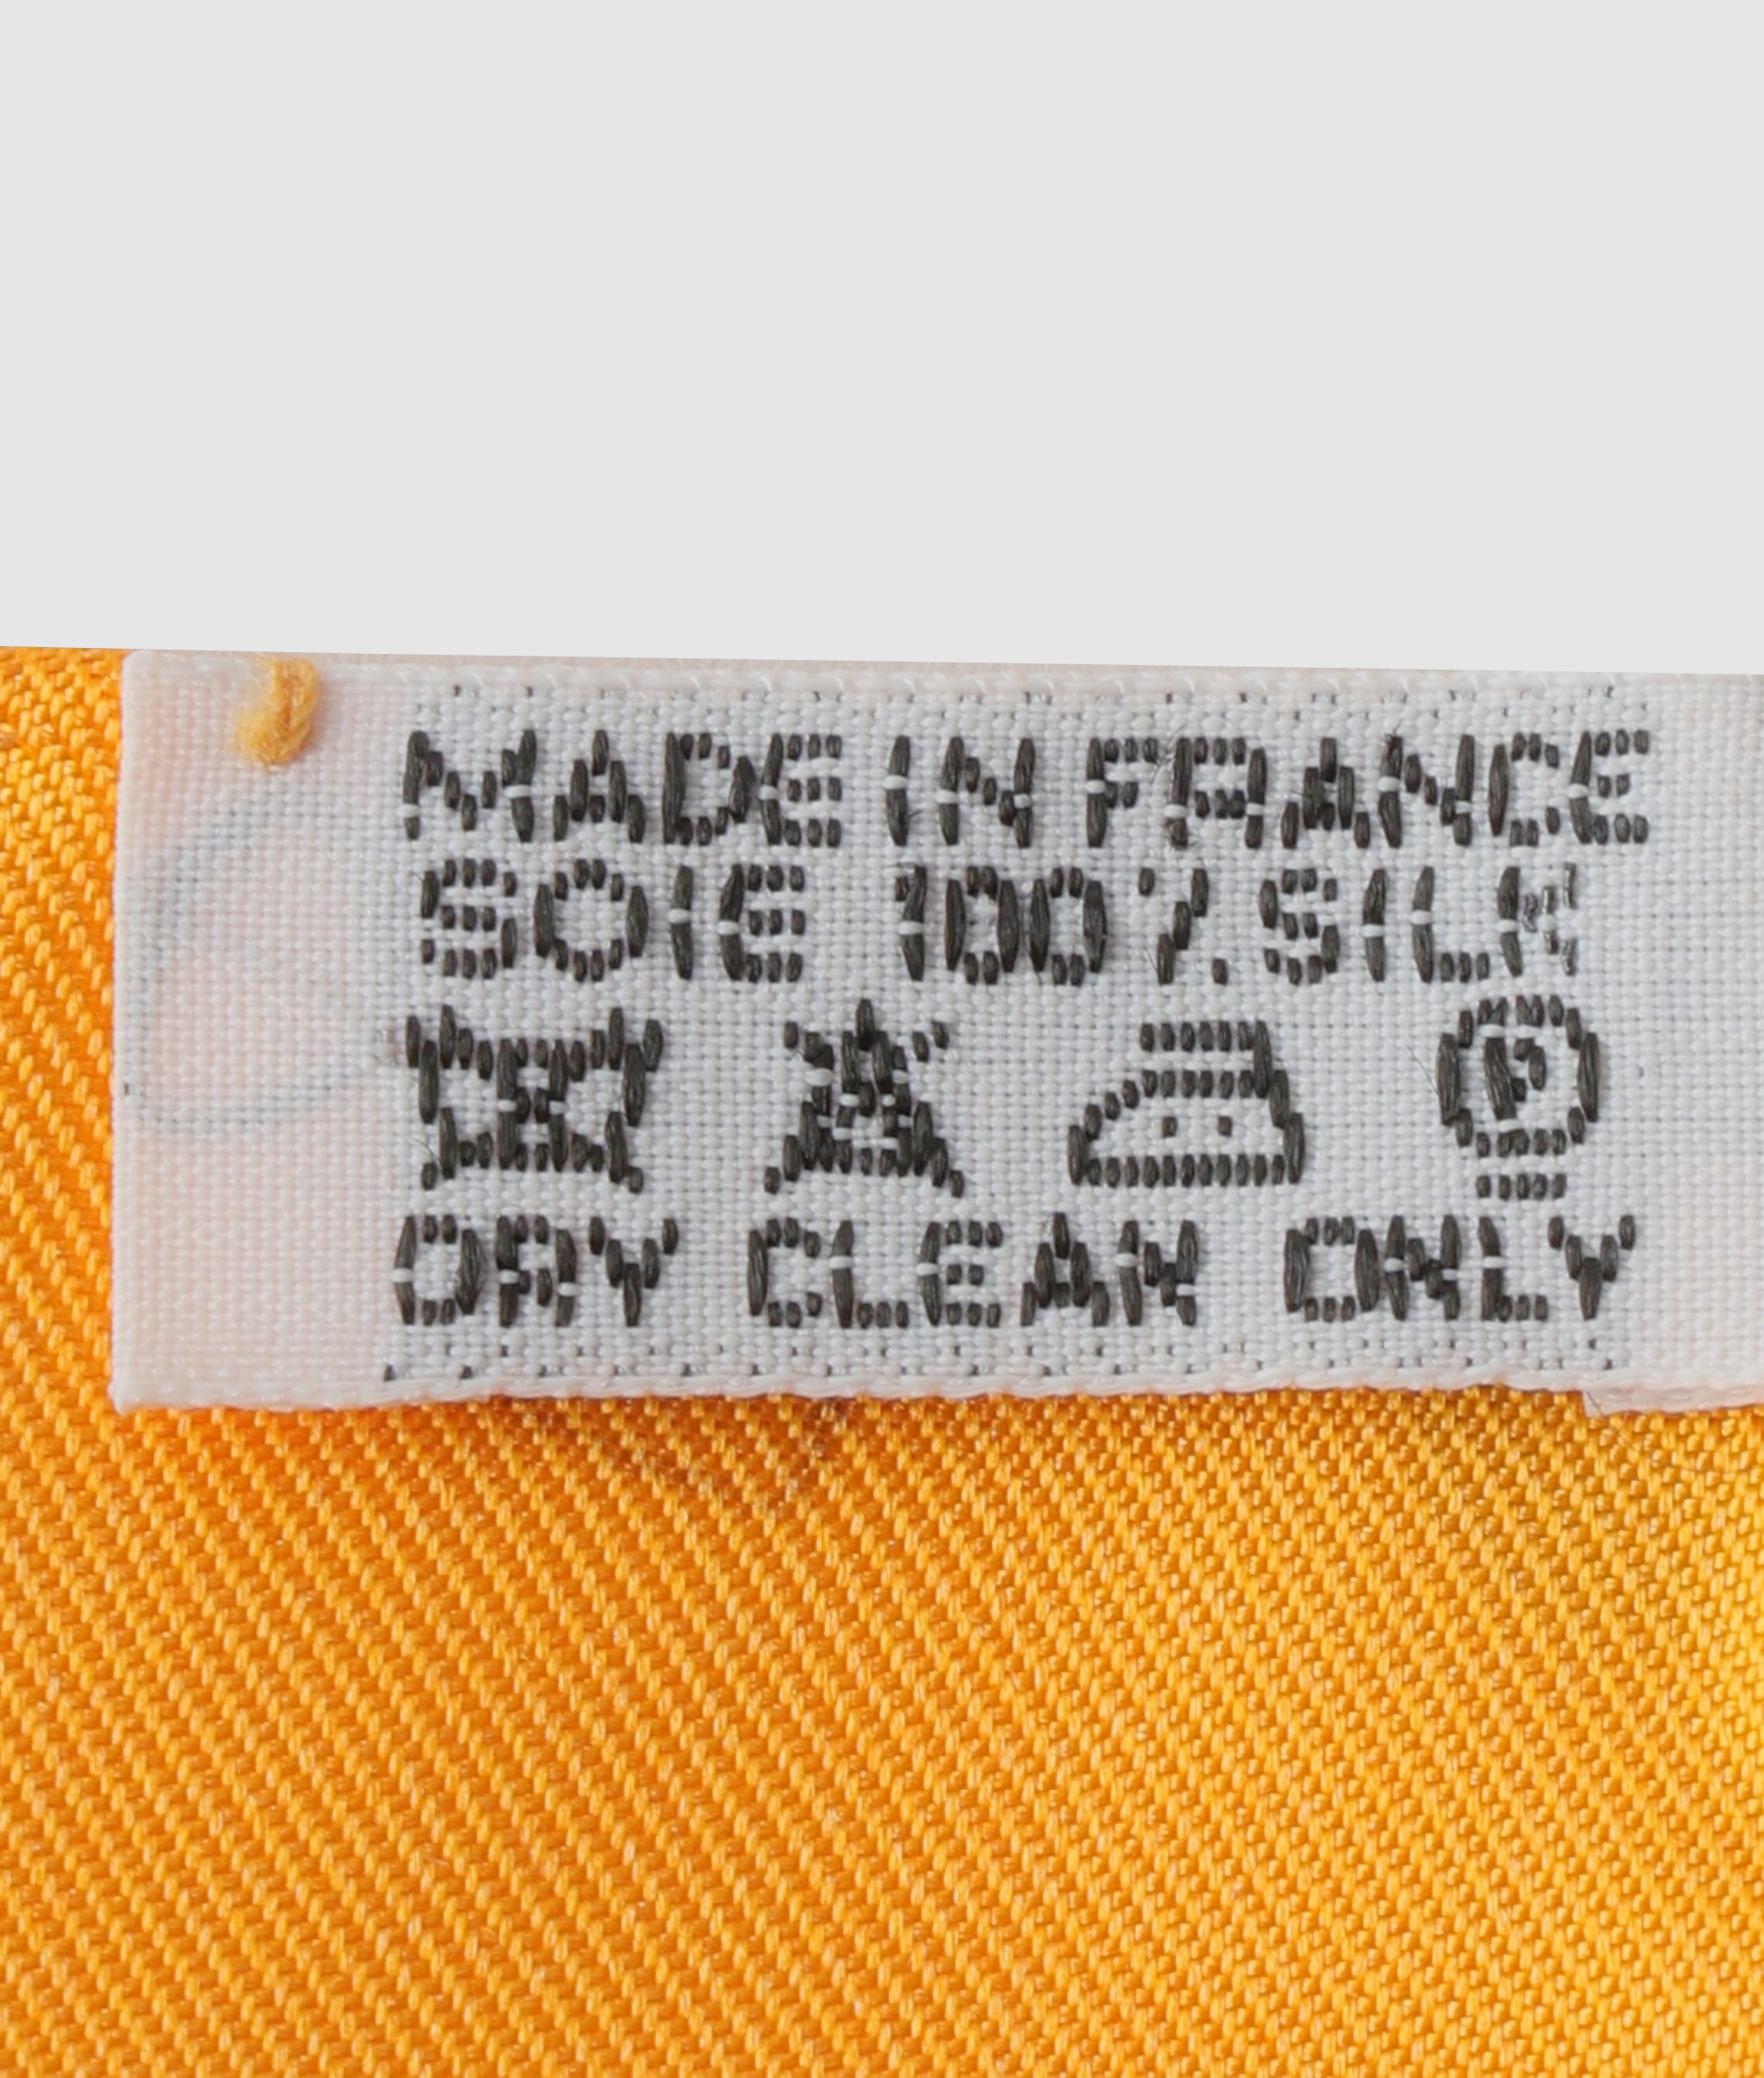 MADE IN FRANCE
SOIE 100% SILK
P
DRY CLEAN ONLY